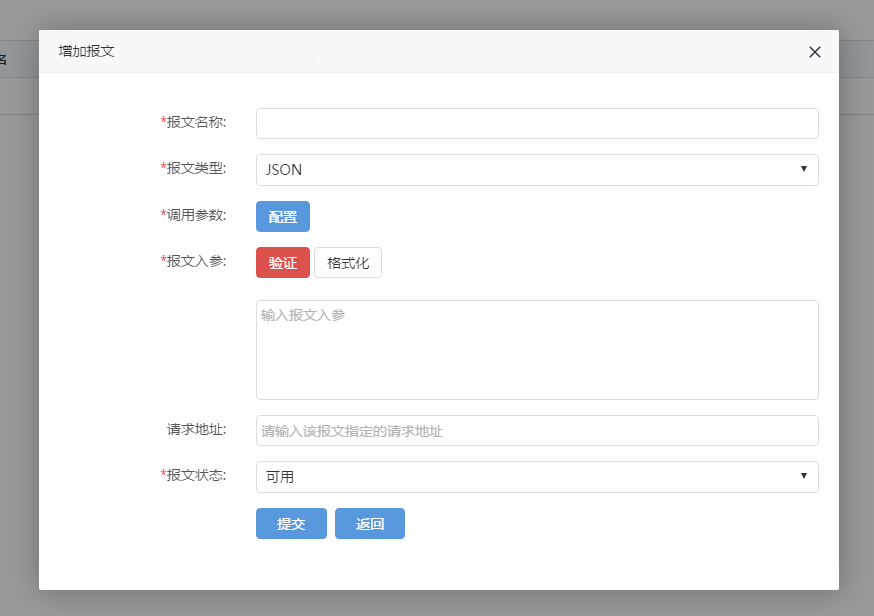 增加报文
名
*报文名称:
*报文类型: JSON
*调用参数: 配置
*报文入参: 验证 格式化
输入报文入参
请求地址: 请输入该报文指定的请求地址
*报文状态: 可用
提交 返回